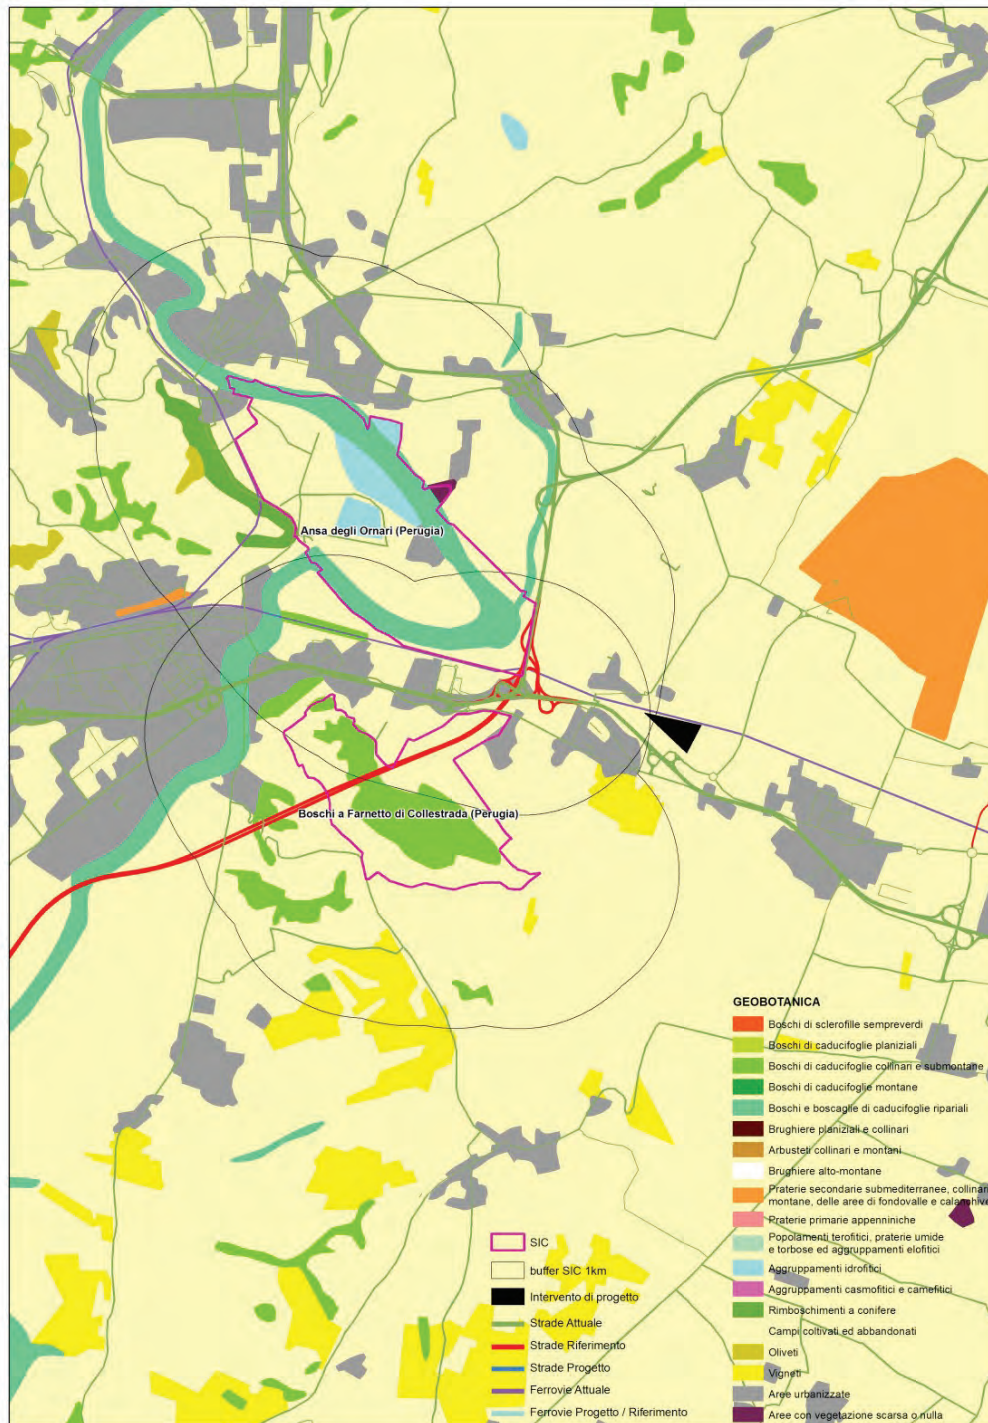 Ansa degli Ornari (Perugia)
Boschi a Farnetto di Collestrada (Perugia)
SIC
buffer SIC 1km
Intervento di progetto
Strade Attuale
Strade Riferimento
Strade Progetto
Ferrovie Attuale
Ferrovie Progetto / Riferimento
GEOBOTANICA
Boschi di sclerofille sempreverdi
Boschi di caducifoglie planiziali
Boschi di caducifoglie collinari e submontane
Boschi di caducifoglie montane
Boschi e boscaglie di caducifoglie ripariali
Brughiere planiziali e collinari
Arbusteti collinari e montani
Brughiere alto-montane
Praterie secondarie submediterranee, collinari
montane, delle aree di fondovalle e calanchive
Praterie primarie appenniniche
Popolamenti terofitici, praterie umide
e torbose ed aggruppamenti elofitici
Aggruppamenti idrofitici
Aggruppamenti casmofitici e camefitici
Rimboschimenti a conifere
Campi coltivati ed abbandonati
Oliveti
Vigneti
Aree urbanizzate
Aree con vegetazione scarsa o nulla